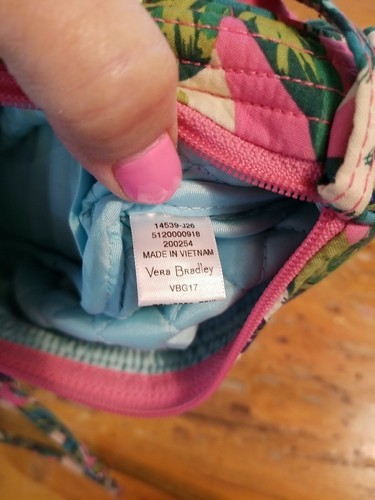 14539-J26
5120000918
200254
MADE IN VIETNAM
Vera Bradley
VBG17